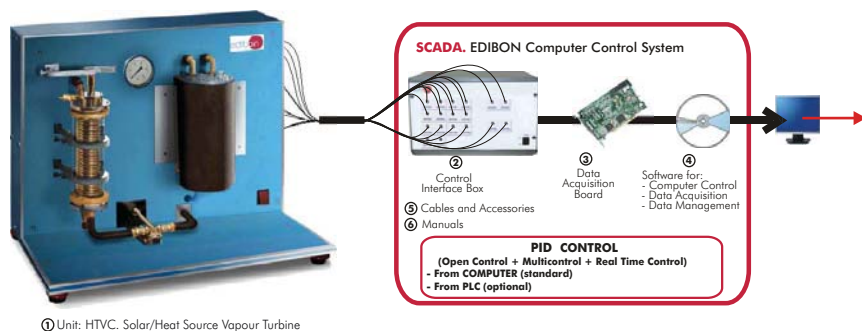 SCADA. EDIBON Computer Control System
②
Control
Interface Box
③
Data
Acquisition
Board
④
Software for:
- Computer Control
- Data Acquisition
- Data Management
⑤ Cables and Accessories
⑥ Manuals
PID CONTROL
(Open Control + Multicontrol + Real Time Control)
- From COMPUTER (standard)
- From PLC (optional)
① Unit: HTVC. Solar/Heat Source Vapour Turbine